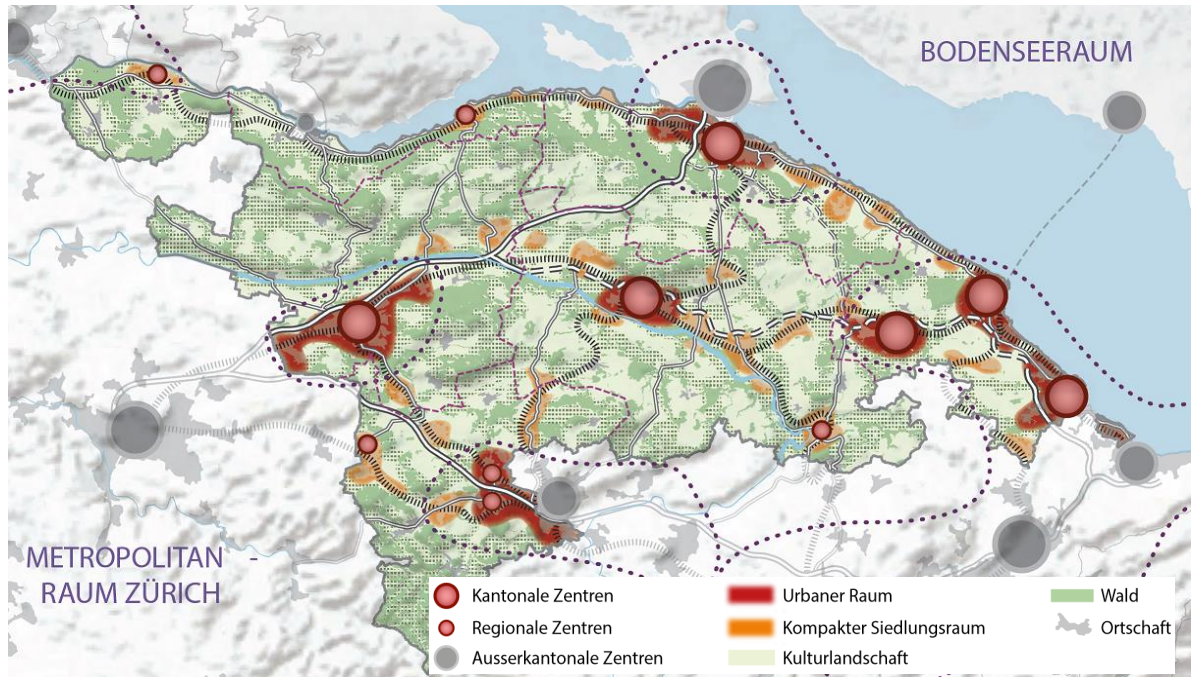 BODENSEERAUM
METROPOLITAN -
RAUM ZÜRICH
Kantonale Zentren
Regionale Zentren
Ausserkantonale Zentren
Urbaner Raum
Kompakter Siedlungsraum
Kulturlandschaft
Wald
Ortschaft